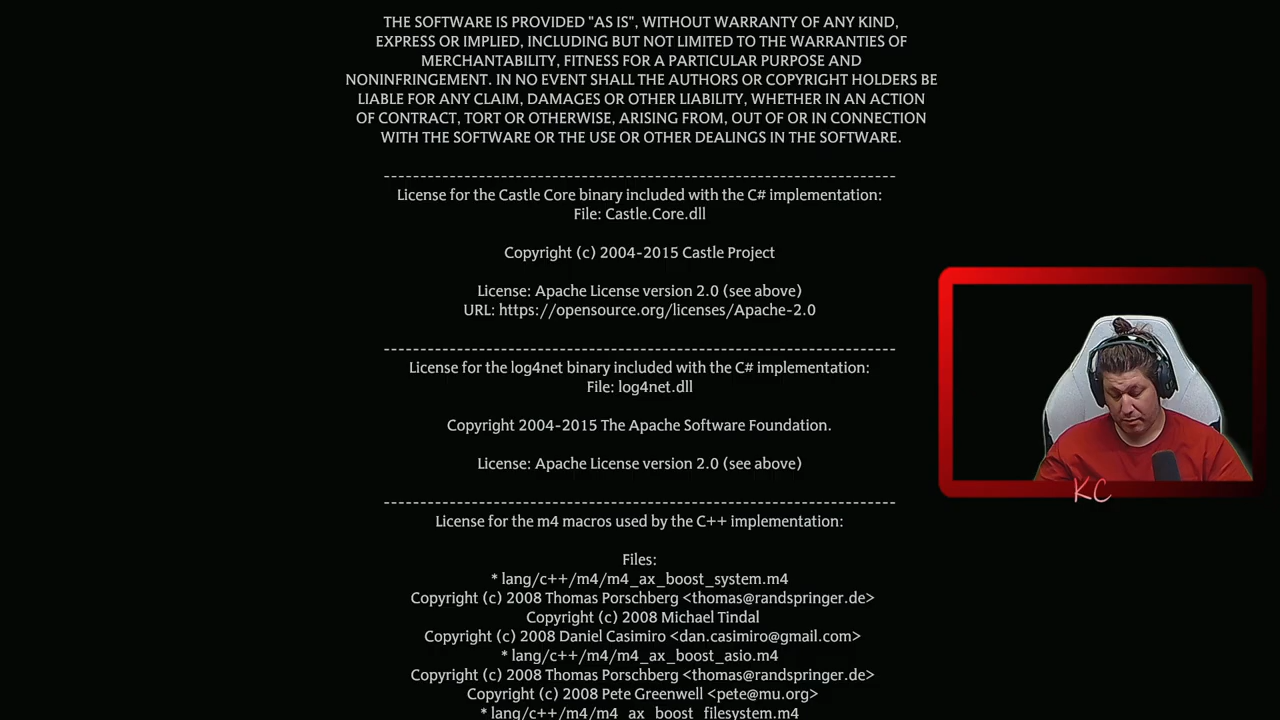 THE SOFTWARE IS PROVIDED "AS IS", WITHOUT WARRANTY OF ANY KIND,
EXPRESS OR IMPLIED, INCLUDING BUT NOT LIMITED TO THE WARRANTIES OF
MERCHANTABILITY, FITNESS FOR A PARTICULAR PURPOSE AND
NONINFRINGEMENT. IN NO EVENT SHALL THE AUTHORS OR COPYRIGHT HOLDERS BE
LIABLE FOR ANY CLAIM, DAMAGES OR OTHER LIABILITY, WHETHER IN AN ACTION
OF CONTRACT, TORT OR OTHERWISE, ARISING FROM, OUT OF OR IN CONNECTION
WITH THE SOFTWARE OR THE USE OR OTHER DEALINGS IN THE SOFTWARE.
----------------------------------------------------------------------
License for the Castle Core binary included with the C# implementation:
File: Castle.Core.dll
Copyright (c) 2004-2015 Castle Project
License: Apache License version 2.0 (see above)
URL: https://opensource.org/licenses/Apache-2.0
----------------------------------------------------------------------
License for the log4net binary included with the C# implementation:
File: log4net.dll
Copyright 2004-2015 The Apache Software Foundation.
License: Apache License version 2.0 (see above)
----------------------------------------------------------------------
License for the m4 macros used by the C++ implementation:
Files:
* lang/c++/m4/m4_ax_boost_system.m4
Copyright (c) 2008 Thomas Porschberg <thomas@randspringer.de>
Copyright (c) 2008 Michael Tindal
Copyright (c) 2008 Daniel Casimiro <dan.casimiro@gmail.com>
* lang/c++/m4/m4_ax_boost_asio.m4
Copyright (c) 2008 Thomas Porschberg <thomas@randspringer.de>
Copyright (c) 2008 Pete Greenwell <pete@mu.org>
* lang/c++/m4/m4_ax_boost_filesystem.m4
KC